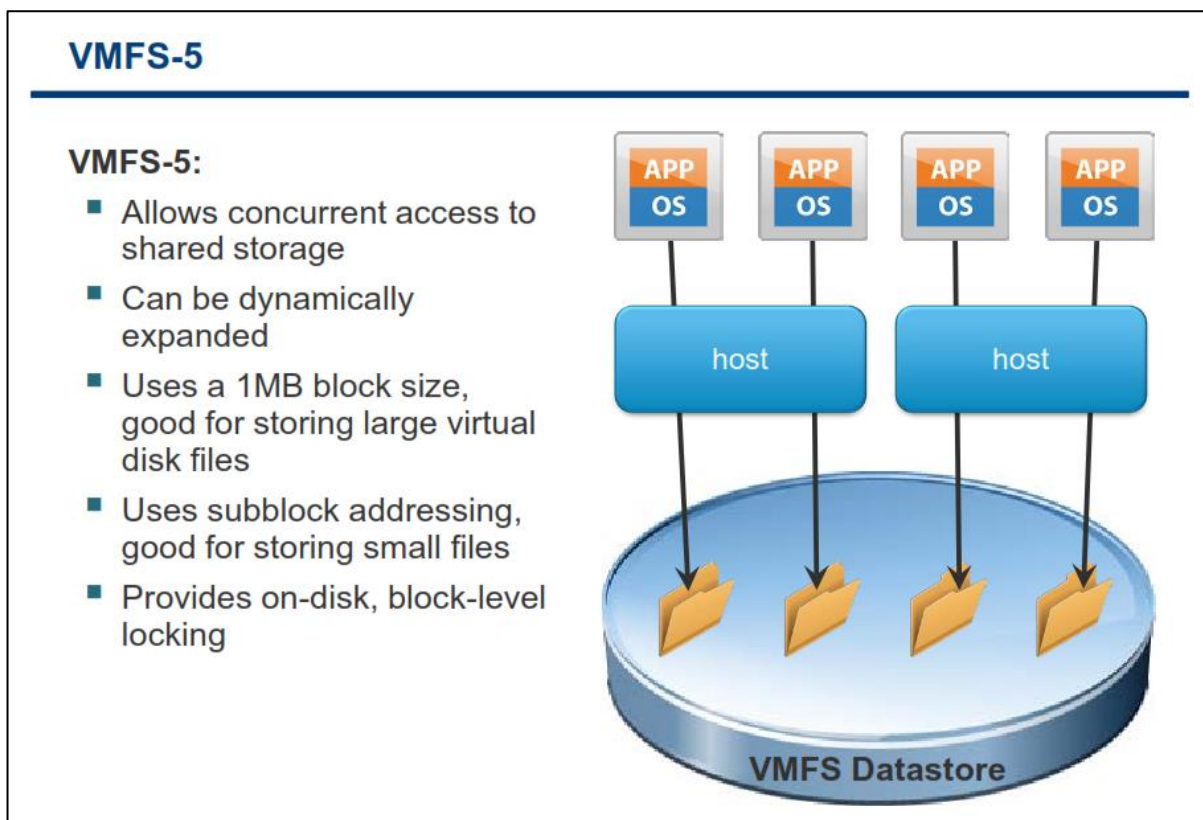 VMFS-5
VMFS-5:
■ Allows concurrent access to
shared storage
■ Can be dynamically
expanded
■ Uses a 1MB block size,
good for storing large virtual
disk files
■ Uses subblock addressing,
good for storing small files
■ Provides on-disk, block-level
locking
APP
OS
APP
OS
APP
OS
APP
OS
host
host
VMFS Datastore